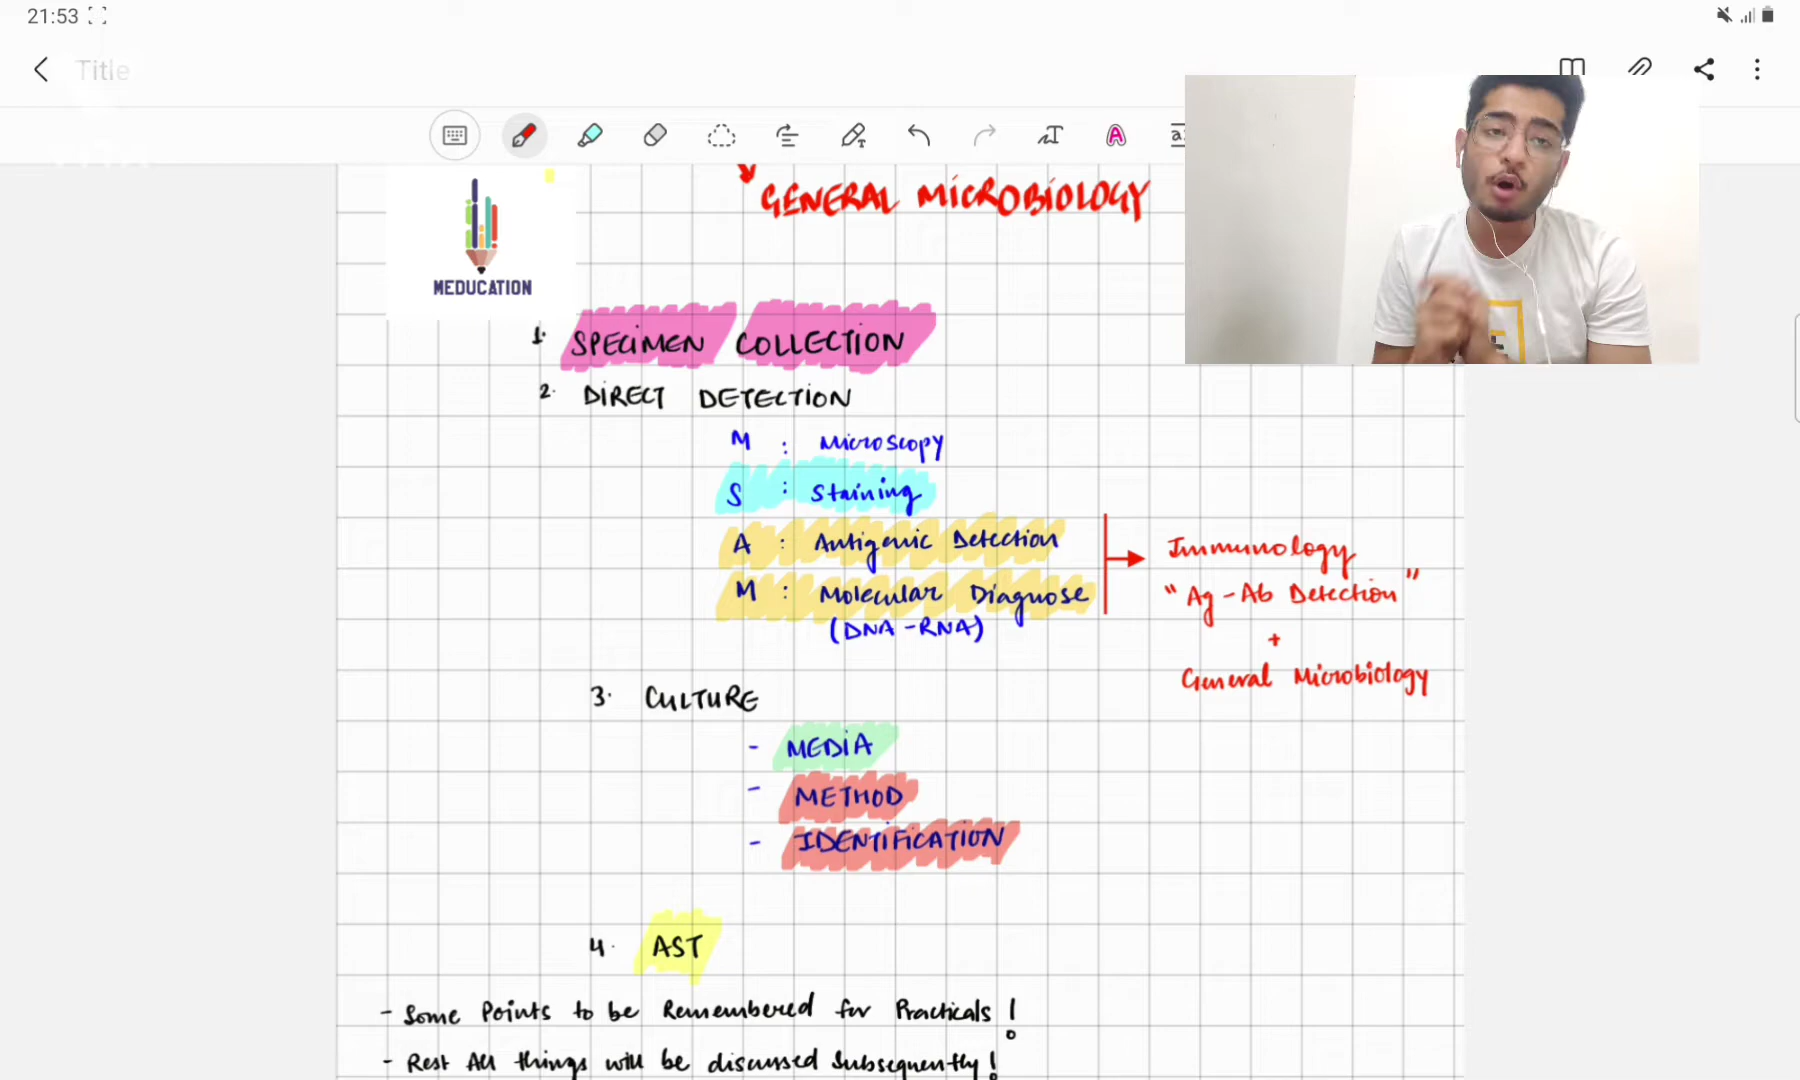 21:53
Title
GENERAL MICROBIOLOGY
MEDUCATION
1. SPECIMEN COLLECTION
2. DIRECT DETECTION
M : Microscopy
S : Staining
A : Antigenic Detection
M : Molecular Diagnose
(DNA - RNA)
Immunology
" Ag - Ab Detection "
+
General Microbiology
3. CULTURE
- MEDIA
- METHOD
- IDENTIFICATION
4. AST
- Some Points to be Remembered for Practicals !
- Rest All things will be discussed Subsequently !